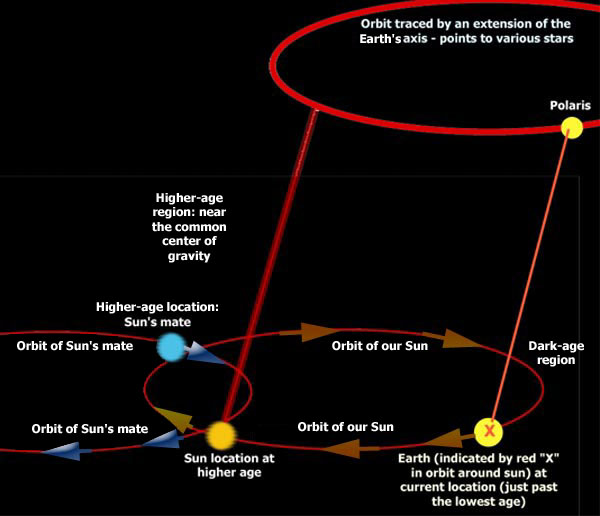 Orbit traced by an extension of the
Earth's axis - points to various stars
Polaris
Higher-age
region: near
the common
center of
gravity
Higher-age location:
Sun's mate
Orbit of Sun's mate
Orbit of our Sun
Dark-age
region
Orbit of Sun's mate
Orbit of our Sun
X
Sun location at
higher age
Earth (indicated by red "X"
in orbit around sun) at
current location (just past
the lowest age)